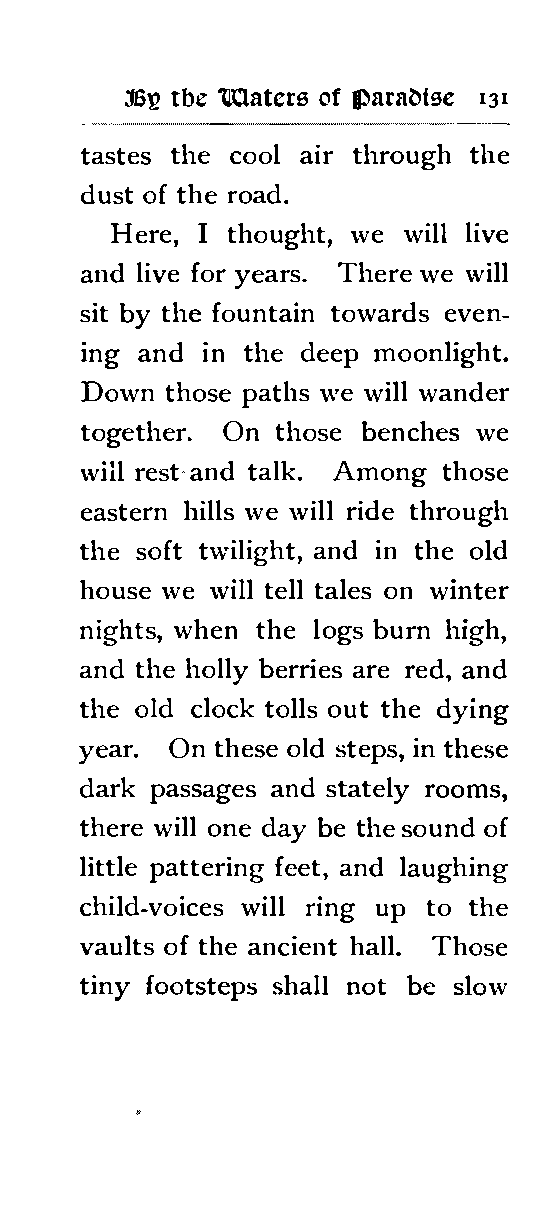 By the Waters of Paradise 131
tastes the cool air through the
dust of the road.
Here, I thought, we will live
and live for years. There we will
sit by the fountain towards even-
ing and in the deep moonlight.
Down those paths we will wander
together. On those benches we
will rest and talk. Among those
eastern hills we will ride through
the soft twilight, and in the old
house we will tell tales on winter
nights, when the logs burn high,
and the holly berries are red, and
the old clock tolls out the dying
year. On these old steps, in these
dark passages and stately rooms,
there will one day be the sound of
little pattering feet, and laughing
child-voices will ring up to the
vaults of the ancient hall. Those
tiny footsteps shall not be slow